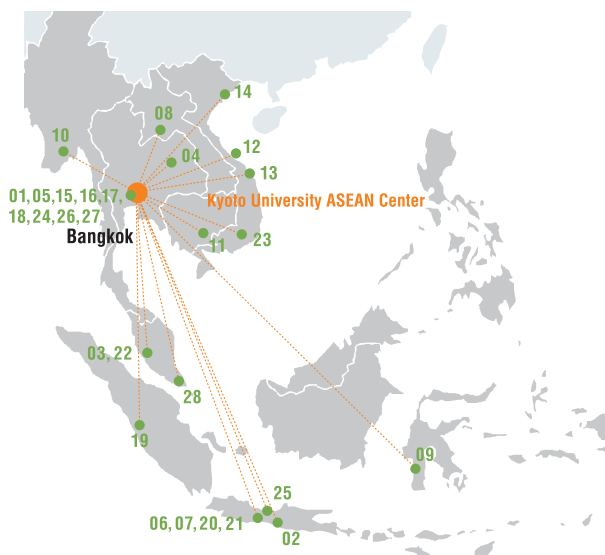 14
08
10
12
04
13
01, 05, 15, 16, 17,
18, 24, 26, 27
Kyoto University ASEAN Center
Bangkok
11
23
03, 22
28
19
09
25
06, 07, 20, 21
02